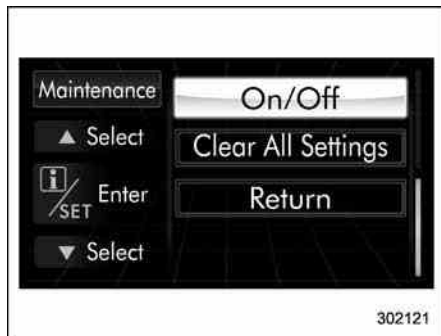 Maintenance
▲ Select
i/SET Enter
▼ Select
On/Off
Clear All Settings
Return
302121